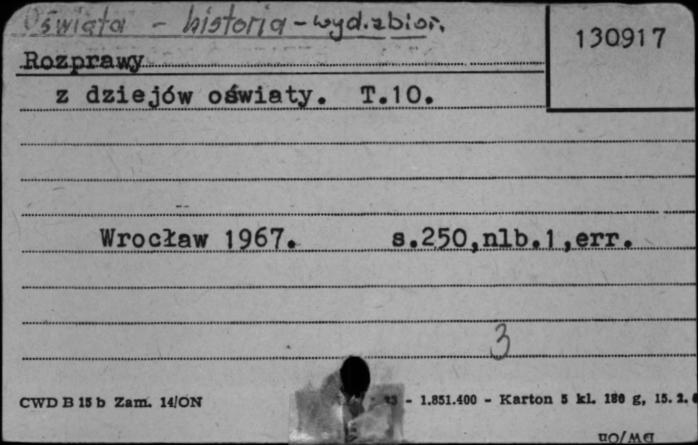 Oświata - historia - wyd. zbior.
130917
Rozprawy
z dziejów oświaty. T.10.
Wrocław 1967. s.250,nlb.1,err.
3
CWD B 15 b Zam. 14/ON - 1.851.400 - Karton 5 kl. 180 g, 15. 2.